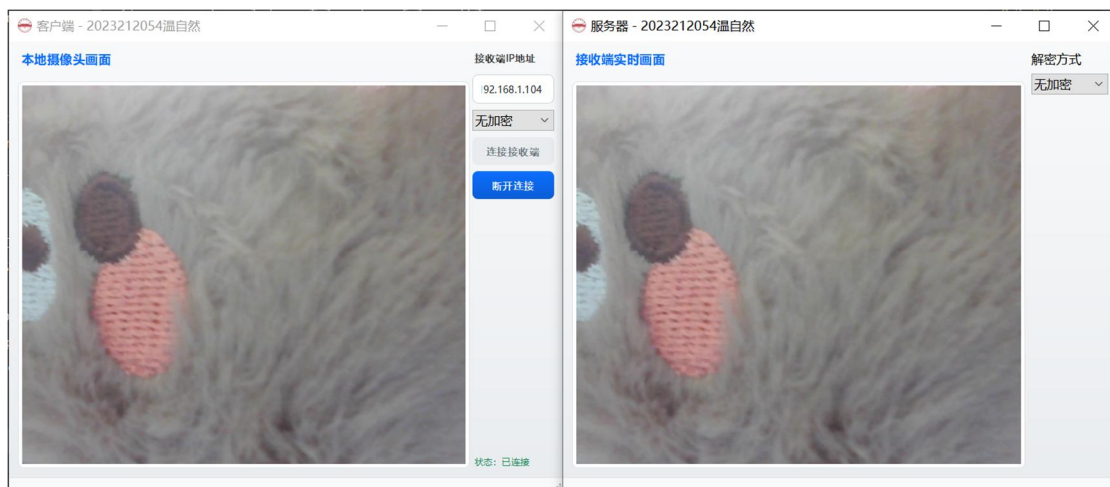 客户端 - 2023212054温自然
本地摄像头画面
接收端IP地址
92.168.1.104
无加密
连接接收端
断开连接
状态：已连接
服务器 - 2023212054温自然
接收端实时画面
解密方式
无加密